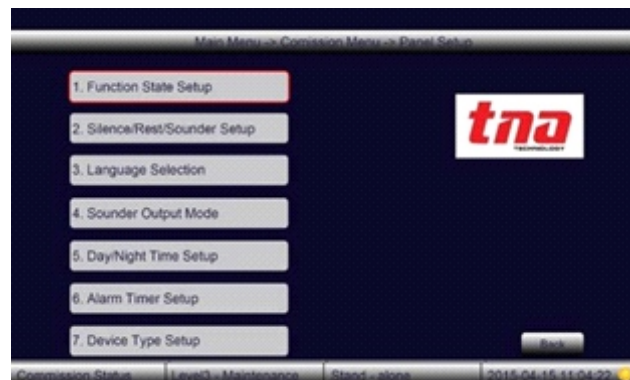 Main Menu -> Comission Menu -> Panel Setup
1. Function State Setup
2. Silence/Rest/Sounder Setup
tna
TECHNOLOGY
3. Language Selection
4. Sounder Output Mode
5. Day/Night Time Setup
6. Alarm Timer Setup
7. Device Type Setup
Back
Commission Status Level3 - Maintenance Stand - alone 2015-04-15 11:04:22